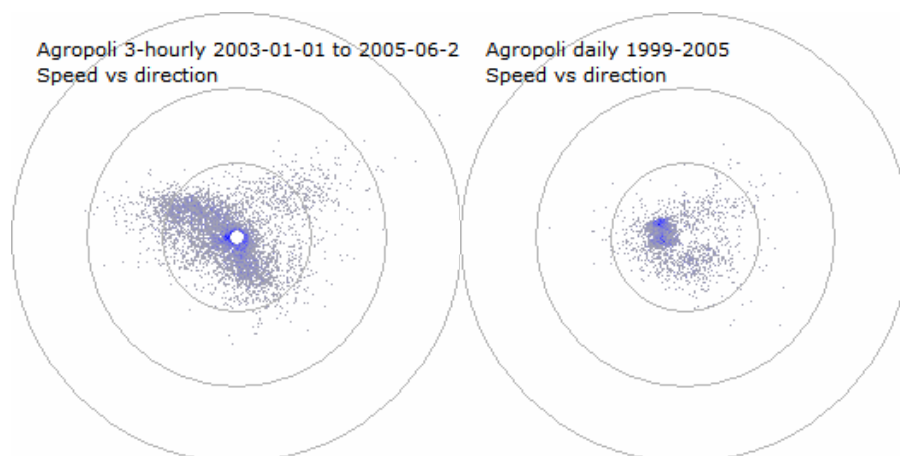 Agropoli 3-hourly 2003-01-01 to 2005-06-2
Speed vs direction
Agropoli daily 1999-2005
Speed vs direction